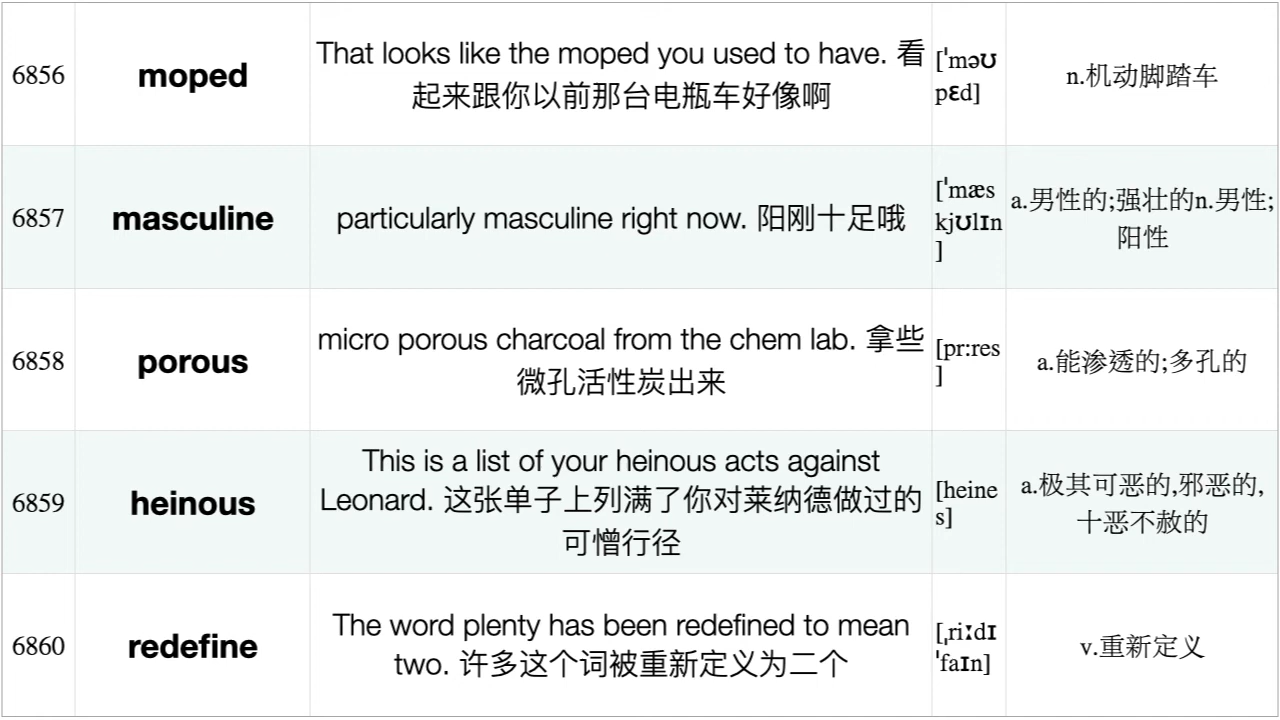 6856
moped
That looks like the moped you used to have. 看
起来跟你以前那台电瓶车好像啊
[ˈməʊ
pɛd]
n.机动脚踏车
6857
masculine
particularly masculine right now. 阳刚十足哦
[ˈmæs
kjʊlɪn
]
a.男性的;强壮的n.男性;
阳性
6858
porous
micro porous charcoal from the chem lab. 拿些
微孔活性炭出来
[pr:res
]
a.能渗透的;多孔的
6859
heinous
This is a list of your heinous acts against
Leonard. 这张单子上列满了你对莱纳德做过的
可憎行径
[heine
s]
a.极其可恶的,邪恶的,
十恶不赦的
6860
redefine
The word plenty has been redefined to mean
two. 许多这个词被重新定义为二个
[ˌriːdɪ
ˈfaɪn]
v.重新定义